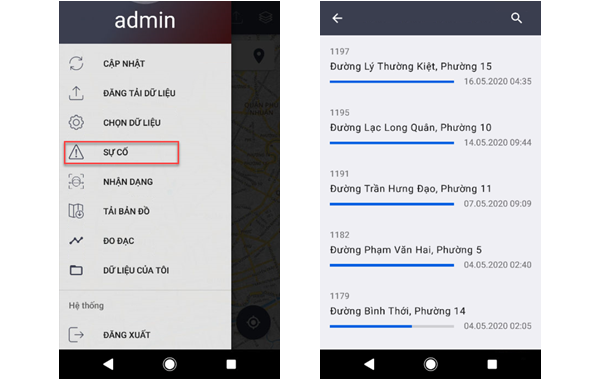 admin
CẬP NHẬT
ĐĂNG TẢI DỮ LIỆU
CHỌN DỮ LIỆU
SỰ CỐ
NHẬN DẠNG
TẢI BẢN ĐỒ
ĐO ĐẠC
DỮ LIỆU CỦA TÔI
Hệ thống
ĐĂNG XUẤT
1197
Đường Lý Thường Kiệt, Phường 15
16.05.2020 04:35
1195
Đường Lạc Long Quân, Phường 10
14.05.2020 09:44
1191
Đường Trần Hưng Đạo, Phường 11
07.05.2020 09:09
1182
Đường Phạm Văn Hai, Phường 5
04.05.2020 02:40
1179
Đường Bình Thới, Phường 14
04.05.2020 02:05